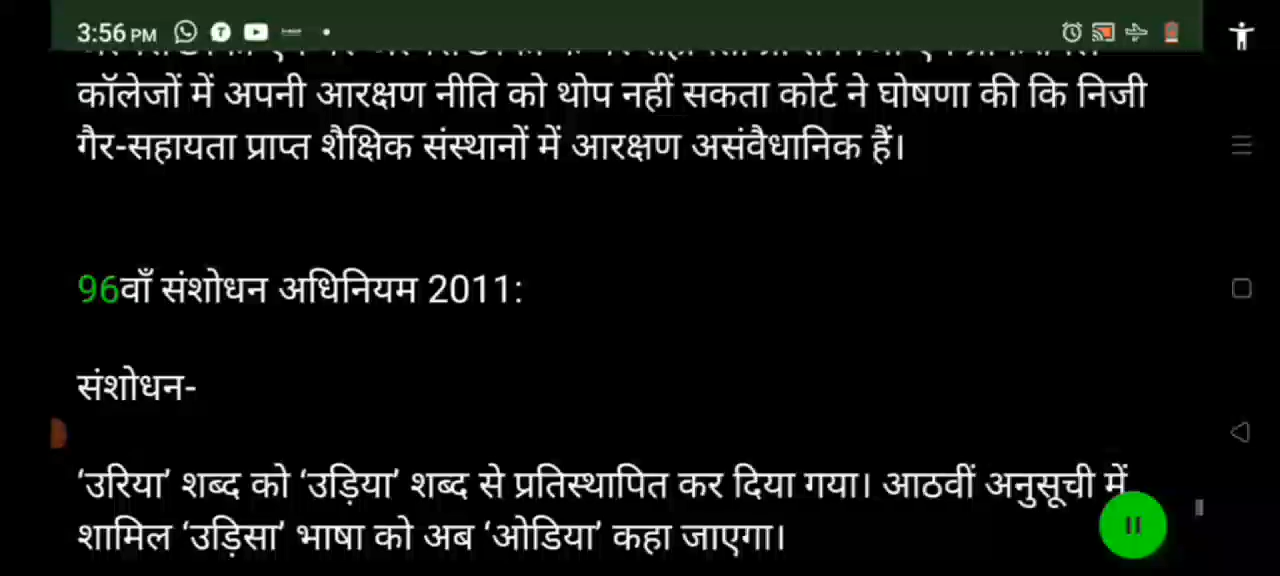 3:56 PM
कॉलेजों में अपनी आरक्षण नीति को थोप नहीं सकता कोर्ट ने घोषणा की कि निजी
गैर-सहायता प्राप्त शैक्षिक संस्थानों में आरक्षण असंवैधानिक हैं।
96वाँ संशोधन अधिनियम 2011:
संशोधन-
‘उरिया’ शब्द को ‘उड़िया’ शब्द से प्रतिस्थापित कर दिया गया। आठवीं अनुसूची में
शामिल ‘उड़िसा’ भाषा को अब ‘ओडिया’ कहा जाएगा।